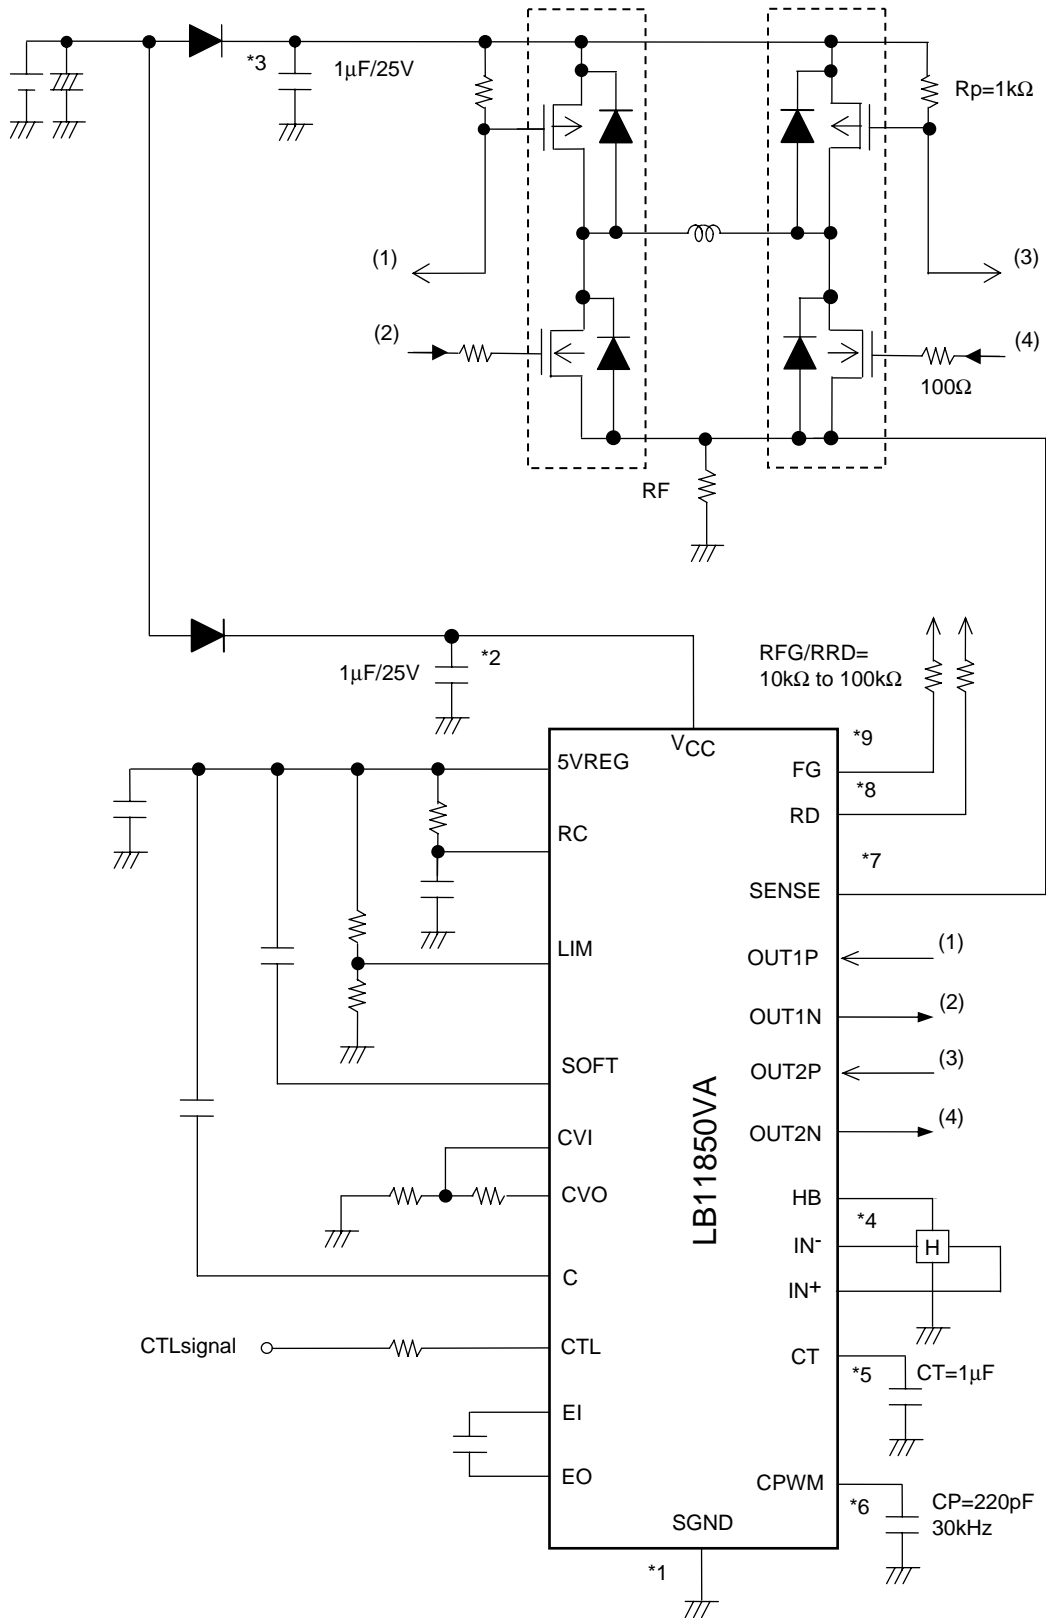 *3
1μF/25V
Rp=1kΩ
(1)
(3)
(2)
(4)
100Ω
RF
*2
1μF/25V
RFG/RRD=
10kΩ to 100kΩ
VCC
*9
5VREG
FG
*8
RC
RD
*7
SENSE
LIM
OUT1P
(1)
OUT1N
(2)
SOFT
OUT2P
(3)
CVI
OUT2N
(4)
LB11850VA
CVO
HB
*4
IN-
H
C
IN+
CTLsignal
CTL
CT
*5
CT=1μF
EI
EO
CPWM
*6
CP=220pF
30kHz
SGND
*1